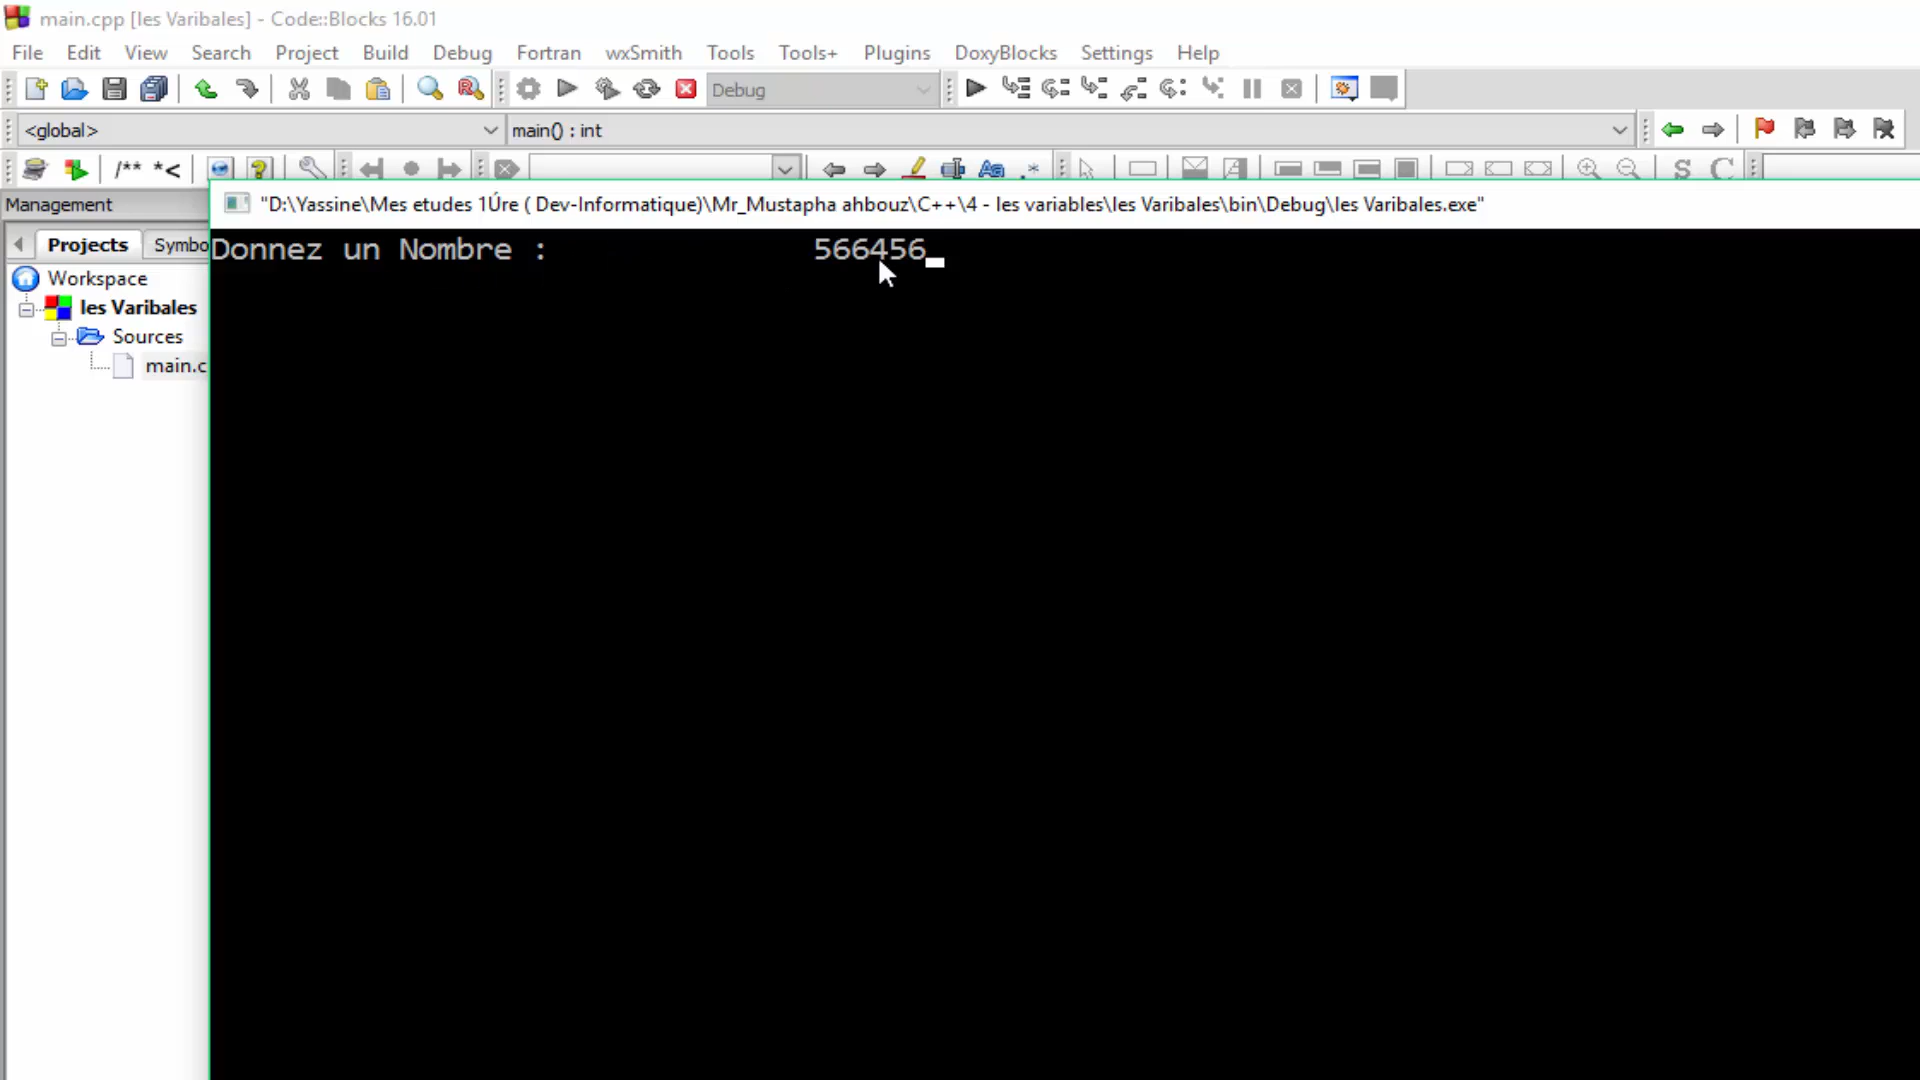 main.cpp [les Varibales] - Code::Blocks 16.01
File Edit View Search Project Build Debug Fortran wxSmith Tools Tools+ Plugins DoxyBlocks Settings Help
Debug
<global> main() : int
/** *<
Management
"D:\Yassine\Mes etudes 1Úre ( Dev-Informatique)\Mr_Mustapha ahbouz\C++\4 - les variables\les Varibales\bin\Debug\les Varibales.exe"
Projects Symbo
Donnez un Nombre : 566456
Workspace
les Varibales
Sources
main.c